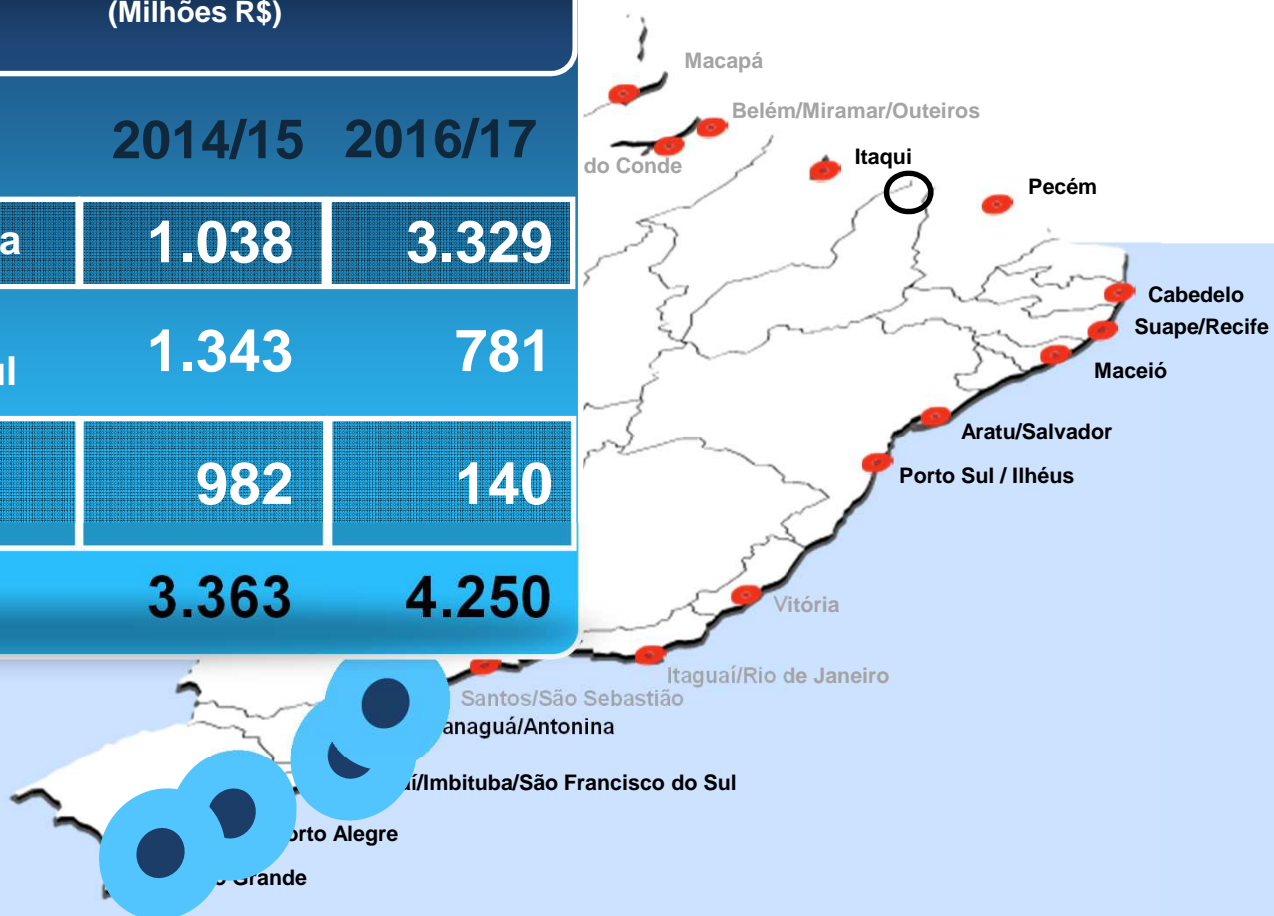 (Milhões R$)
2014/15 2016/17
a 1.038 3.329
ul 1.343 781
982 140
3.363 4.250
Macapá
Belém/Miramar/Outeiros
do Conde
Itaqui
Pecém
Cabedelo
Suape/Recife
Maceió
Aratu/Salvador
Porto Sul / Ilhéus
Vitória
Itaguaí/Rio de Janeiro
Santos/São Sebastião
anaguá/Antonina
í/Imbituba/São Francisco do Sul
orto Alegre
Grande